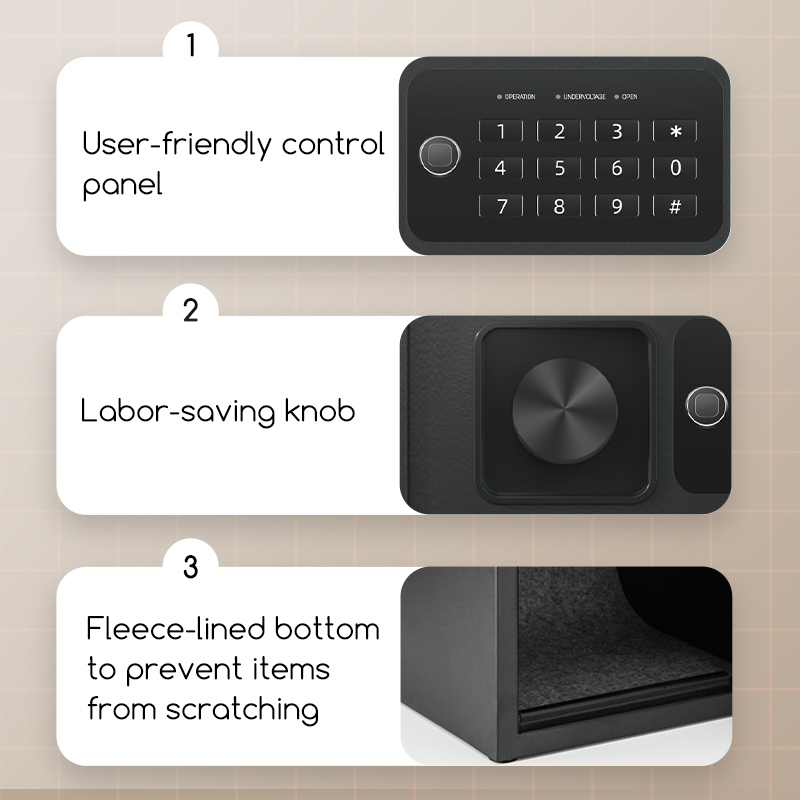 1
User-friendly control
panel
OPERATION UNDERVOLTAGE OPEN
1 2 3 *
4 5 6 0
7 8 9 #
2
Labor-saving knob
3
Fleece-lined bottom
to prevent items
from scratching